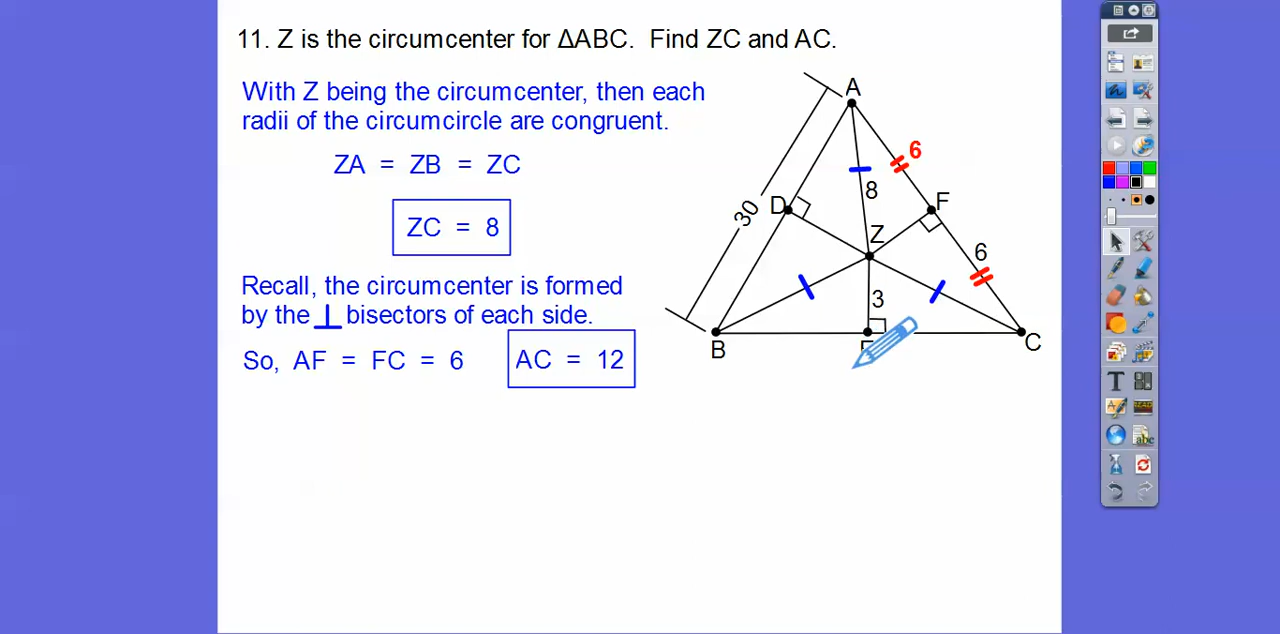 11. Z is the circumcenter for ΔABC. Find ZC and AC.
With Z being the circumcenter, then each
radii of the circumcircle are congruent.
ZA = ZB = ZC
ZC = 8
Recall, the circumcenter is formed
by the ⊥ bisectors of each side.
So, AF = FC = 6
AC = 12
A
6
8
30
D
F
Z
6
3
B
C
T